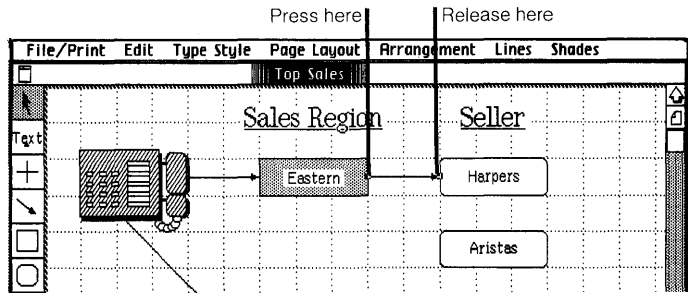 Press here Release here
File/Print Edit Type Style Page Layout Arrangement Lines Shades
Top Sales
Text
Sales Region Seller
Eastern Harpers
Aristas